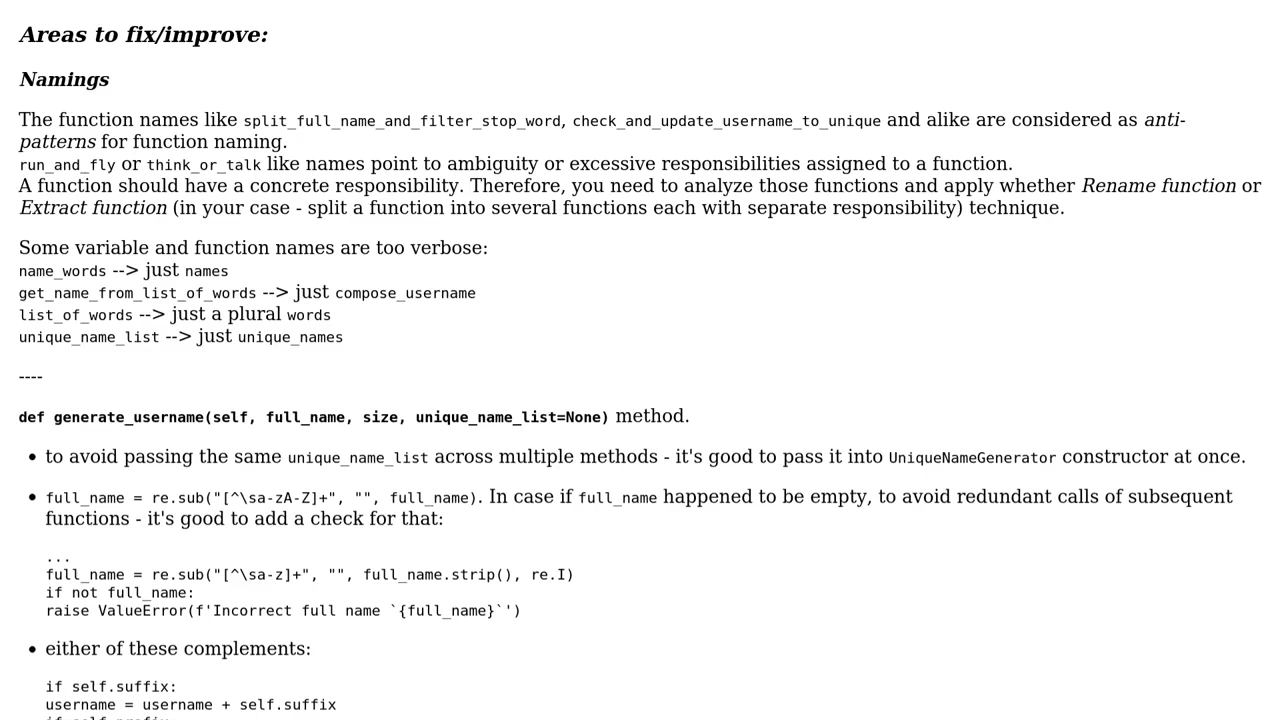 Areas to fix/improve:
Namings
The function names like split_full_name_and_filter_stop_word, check_and_update_username_to_unique and alike are considered as anti-
patterns for function naming.
run_and_fly or think_or_talk like names point to ambiguity or excessive responsibilities assigned to a function.
A function should have a concrete responsibility. Therefore, you need to analyze those functions and apply whether Rename function or
Extract function (in your case - split a function into several functions each with separate responsibility) technique.
Some variable and function names are too verbose:
name_words --> just names
get_name_from_list_of_words --> just compose_username
list_of_words --> just a plural words
unique_name_list --> just unique_names
----
def generate_username(self, full_name, size, unique_name_list=None) method.
• to avoid passing the same unique_name_list across multiple methods - it's good to pass it into UniqueNameGenerator constructor at once.
• full_name = re.sub("[^\sa-zA-Z]+", "", full_name). In case if full_name happened to be empty, to avoid redundant calls of subsequent
functions - it's good to add a check for that:
...
full_name = re.sub("[^\sa-z]+", "", full_name.strip(), re.I)
if not full_name:
raise ValueError(f'Incorrect full name `{full_name}`')
• either of these complements:
if self.suffix:
username = username + self.suffix